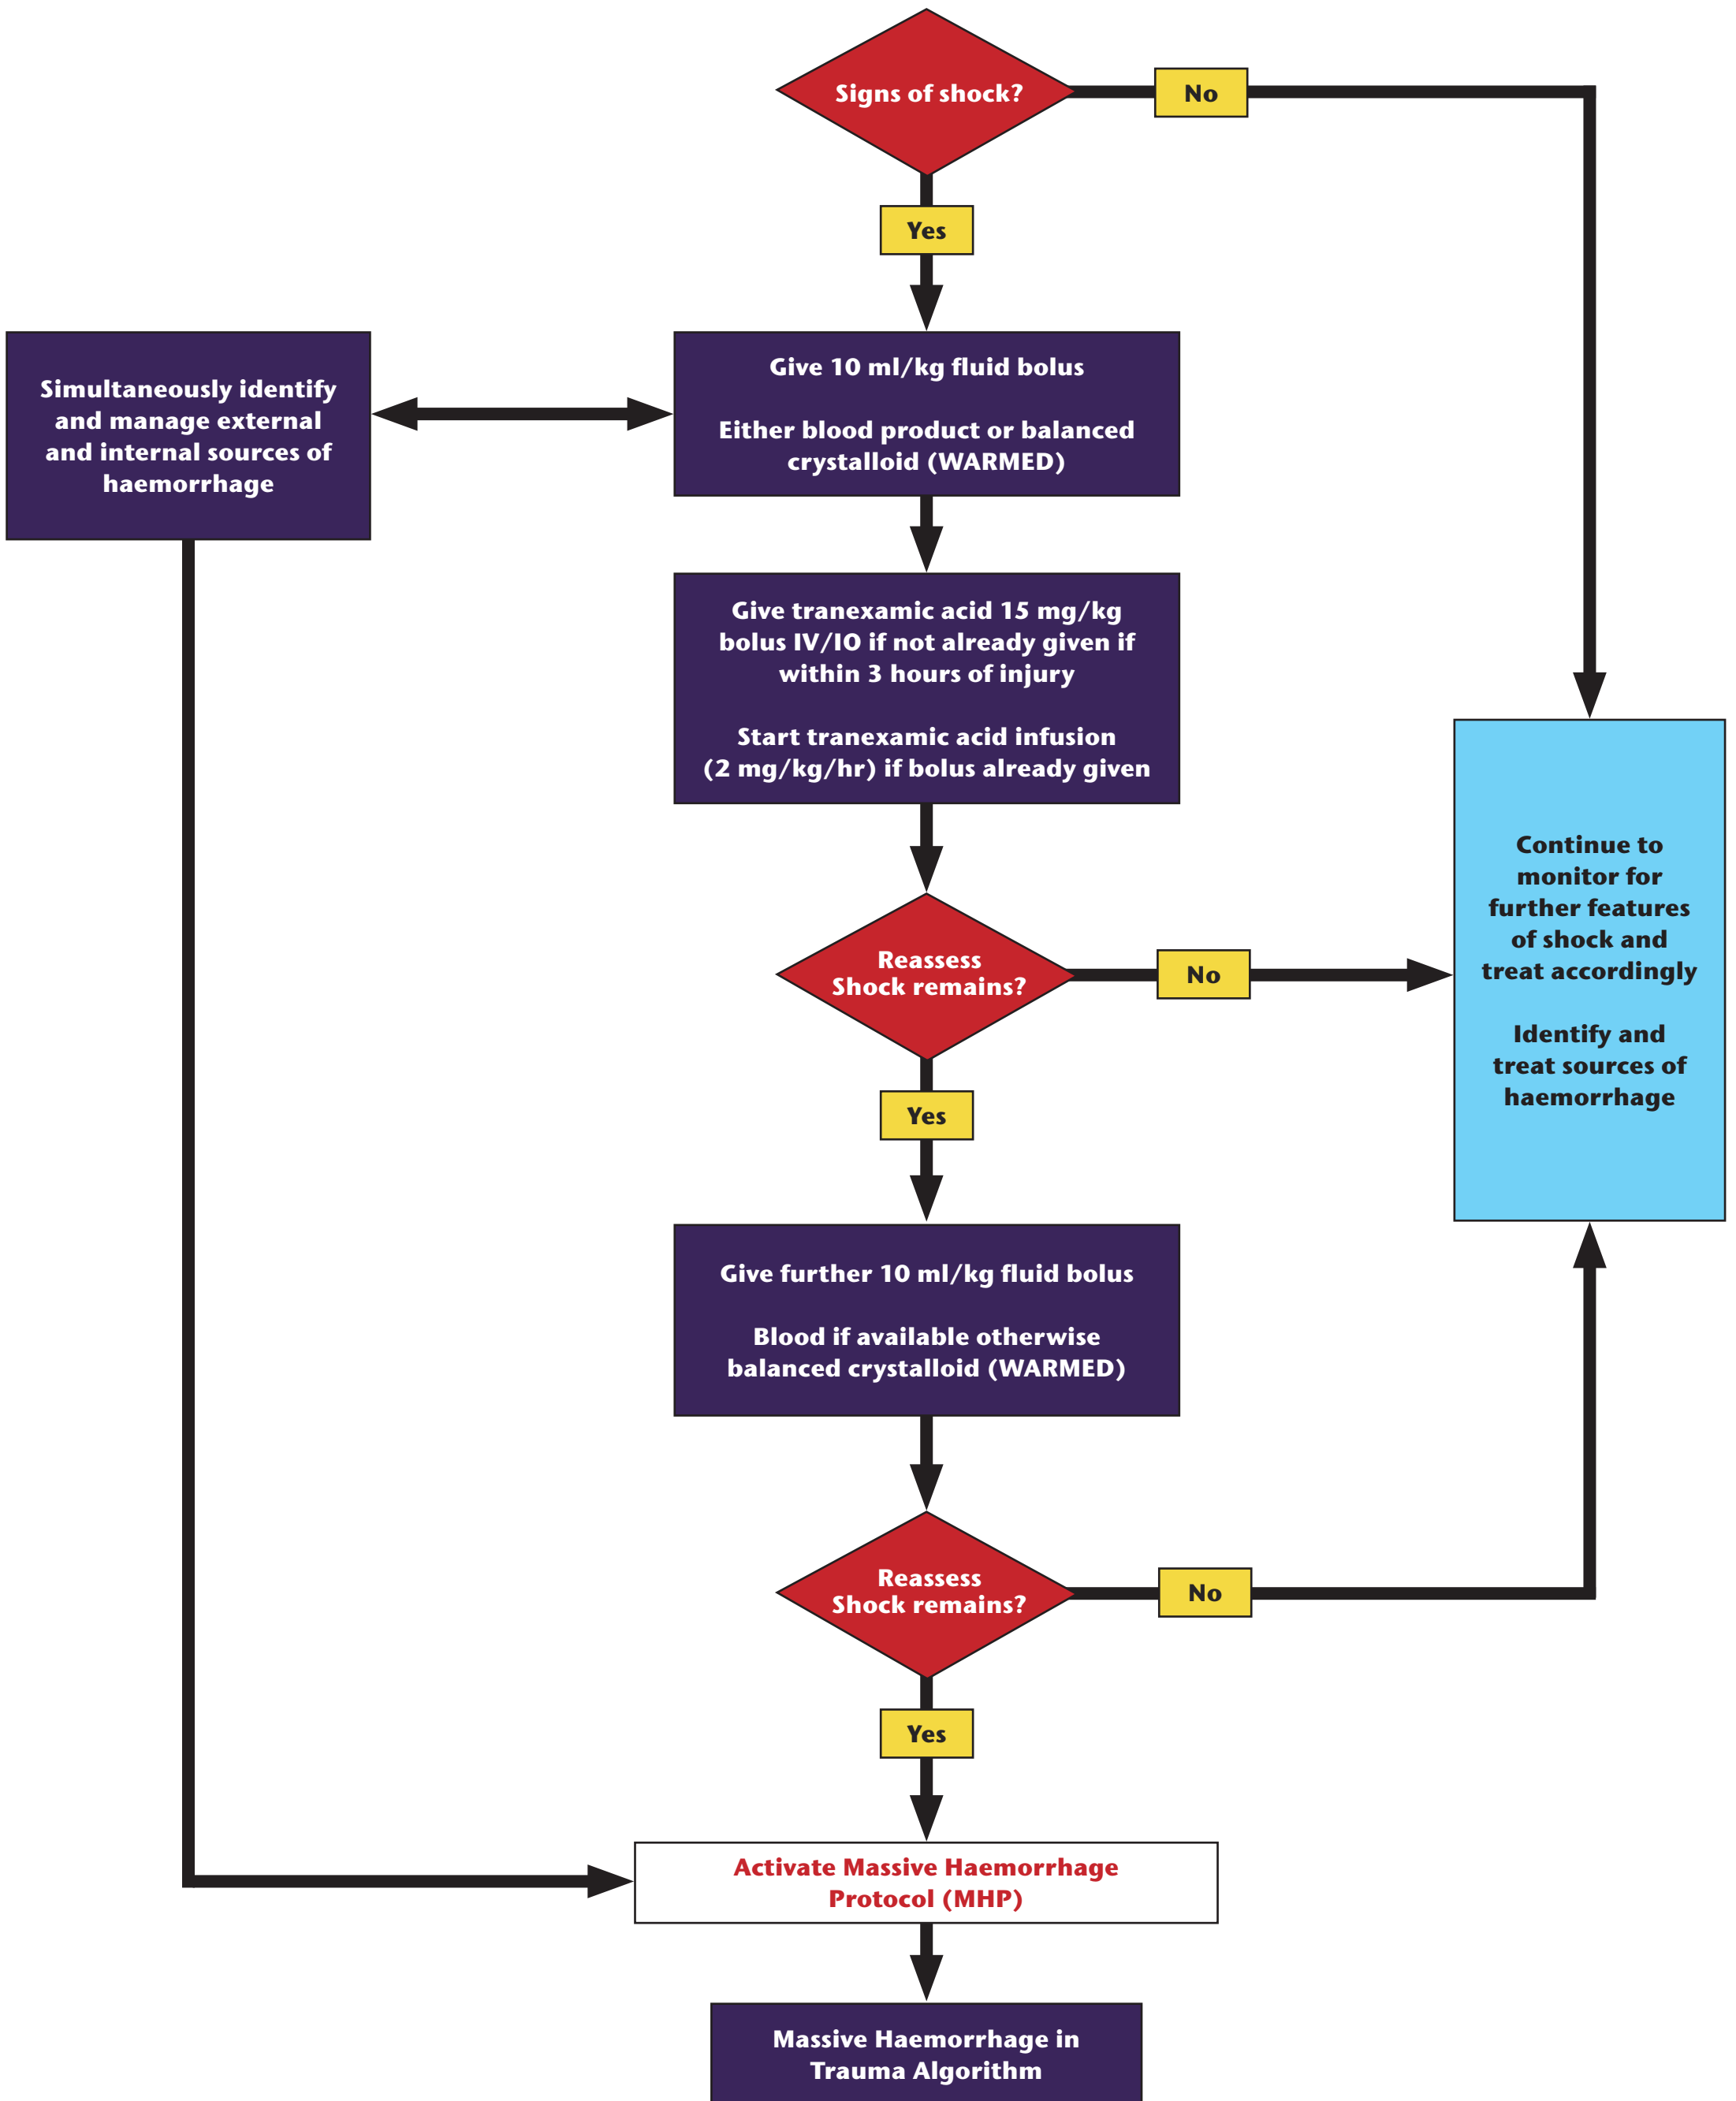 Signs of shock?
No
Yes
Simultaneously identify
and manage external
and internal sources of
haemorrhage
Give 10 ml/kg fluid bolus
Either blood product or balanced
crystalloid (WARMED)
Give tranexamic acid 15 mg/kg
bolus IV/IO if not already given if
within 3 hours of injury
Start tranexamic acid infusion
(2 mg/kg/hr) if bolus already given
Continue to
monitor for
further features
of shock and
treat accordingly
Identify and
treat sources of
haemorrhage
Reassess
Shock remains?
No
Yes
Give further 10 ml/kg fluid bolus
Blood if available otherwise
balanced crystalloid (WARMED)
Reassess
Shock remains?
No
Yes
Activate Massive Haemorrhage
Protocol (MHP)
Massive Haemorrhage in
Trauma Algorithm